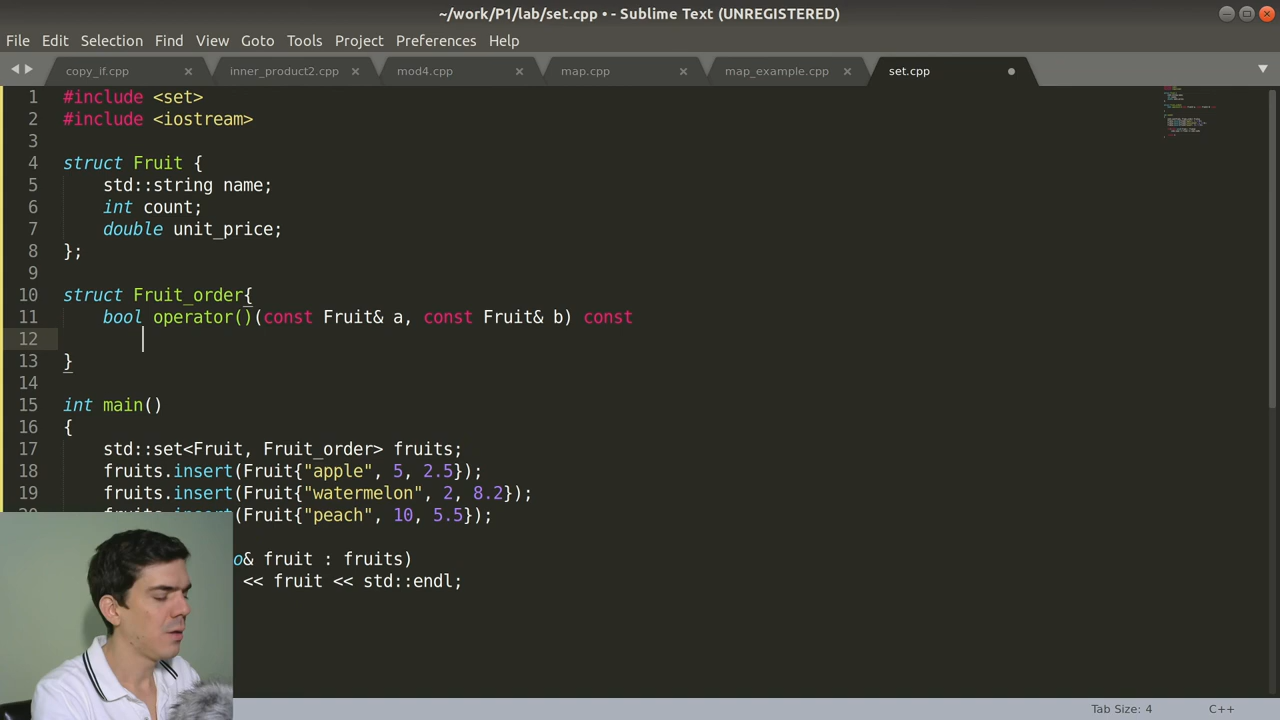 ~/work/P1/lab/set.cpp • - Sublime Text (UNREGISTERED)
File Edit Selection Find View Goto Tools Project Preferences Help
copy_if.cpp inner_product2.cpp mod4.cpp map.cpp map_example.cpp set.cpp
1 #include <set>
2 #include <iostream>
3
4 struct Fruit {
5 std::string name;
6 int count;
7 double unit_price;
8 };
9
10 struct Fruit_order{
11 bool operator()(const Fruit& a, const Fruit& b) const
12
13 }
14
15 int main()
16 {
17 std::set<Fruit, Fruit_order> fruits;
18 fruits.insert(Fruit{"apple", 5, 2.5});
19 fruits.insert(Fruit{"watermelon", 2, 8.2});
20 fruits.insert(Fruit{"peach", 10, 5.5});
o& fruit : fruits)
<< fruit << std::endl;
Tab Size: 4 C++